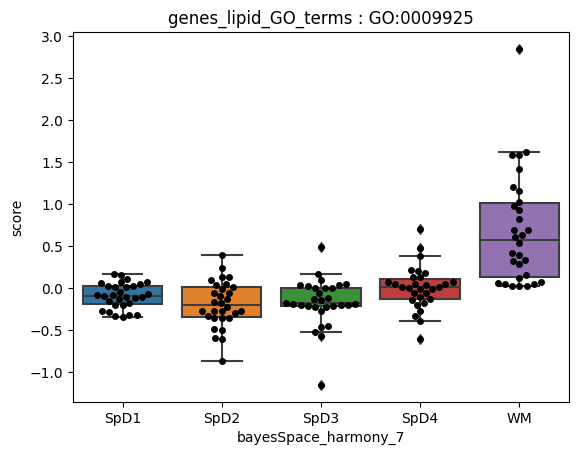 genes_lipid_GO_terms : GO:0009925
3.0
2.5
2.0
1.5
1.0
0.5
0.0
−0.5
−1.0
score
SpD1 SpD2 SpD3 SpD4 WM
bayesSpace_harmony_7